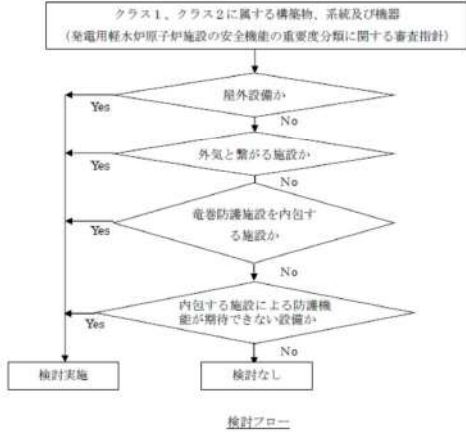 クラス1、クラス2に属する構築物、系統及び機器
(発電用軽水炉原子炉施設の安全機能の重要度分類に関する審査指針)
屋外設備か
Yes
No
外気と繋がる施設か
Yes
No
竜巻防護施設を内包す
る施設か
Yes
No
内包する施設による防護機
能が期待できない設備か
Yes
No
検討実施
検討なし
検討フロー